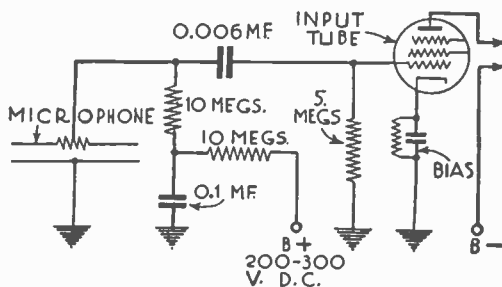 INPUT
TUBE
0.006 MF.
MICROPHONE
10 MEGS.
10 MEGS.
5.
MEGS
BIAS
0.1 MF.
B+
200-300
V. D.C.
B-